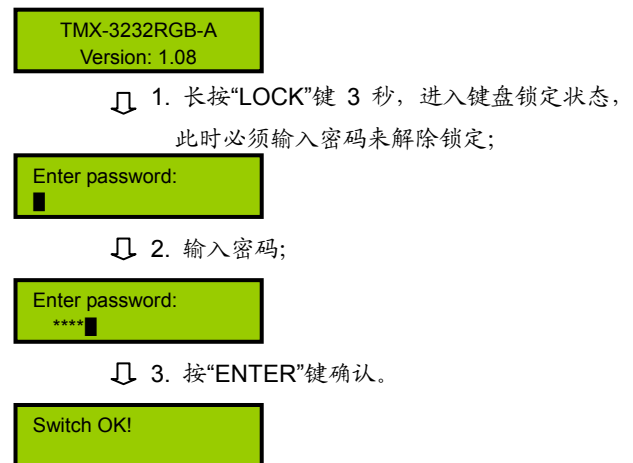 TMX-3232RGB-A
Version: 1.08
1. 长按“LOCK”键 3 秒，进入键盘锁定状态，
此时必须输入密码来解除锁定;
Enter password:
2. 输入密码;
Enter password:
****
3. 按“ENTER”键确认。
Switch OK!